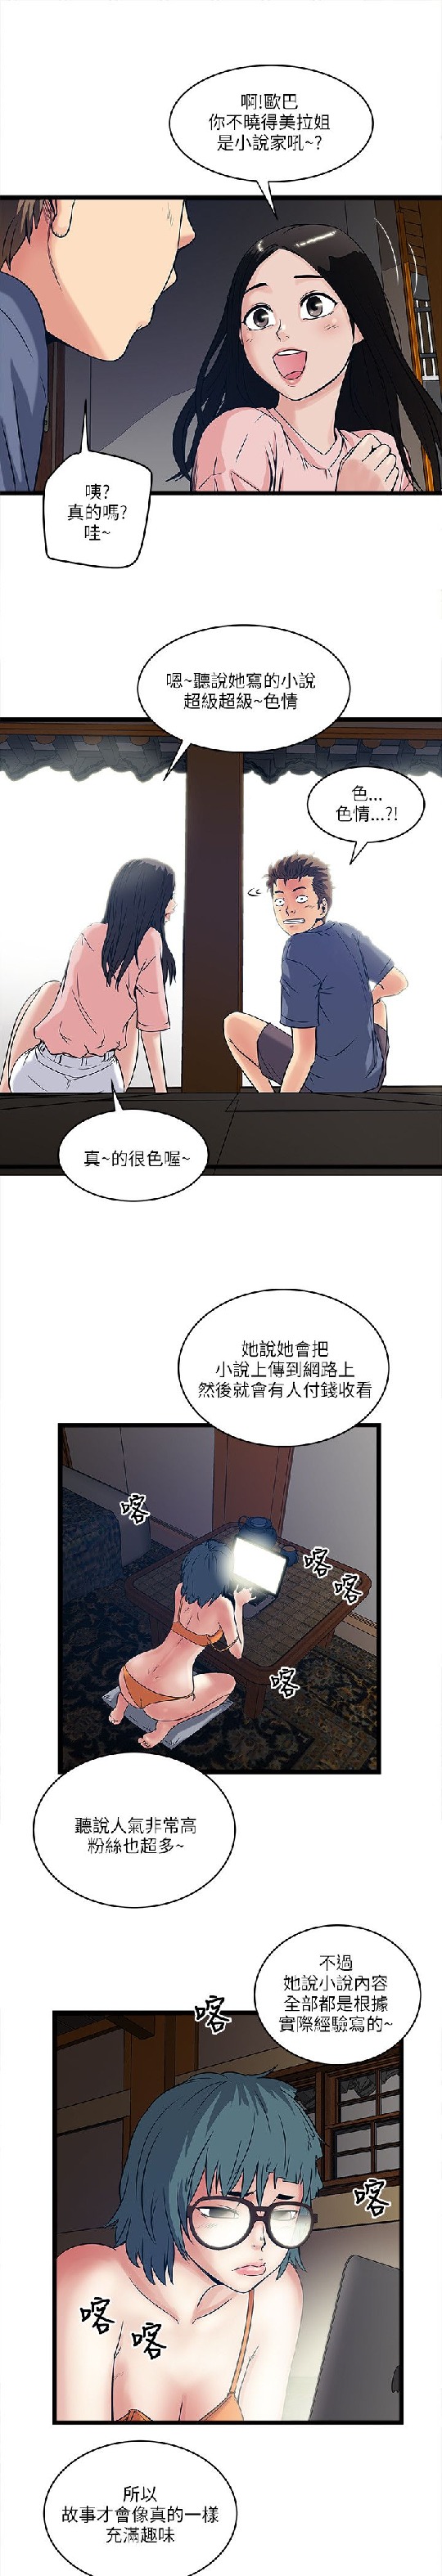 啊!歐巴
你不曉得美拉姐
是小說家吼~?
咦?
真的嗎?
哇~
嗯~聽說她寫的小說
超級超級~色情
色...
色情...?!
真~的很色喔~
她說她會把
小說上傳到網路上
然後就會有人付錢收看
喀
喀
喀
喀
聽說人氣非常高
粉絲也超多~
不過
她說小說內容
全部都是根據
實際經驗寫的~
喀
喀
喀
喀
所以
故事才會像真的一樣
充滿趣味